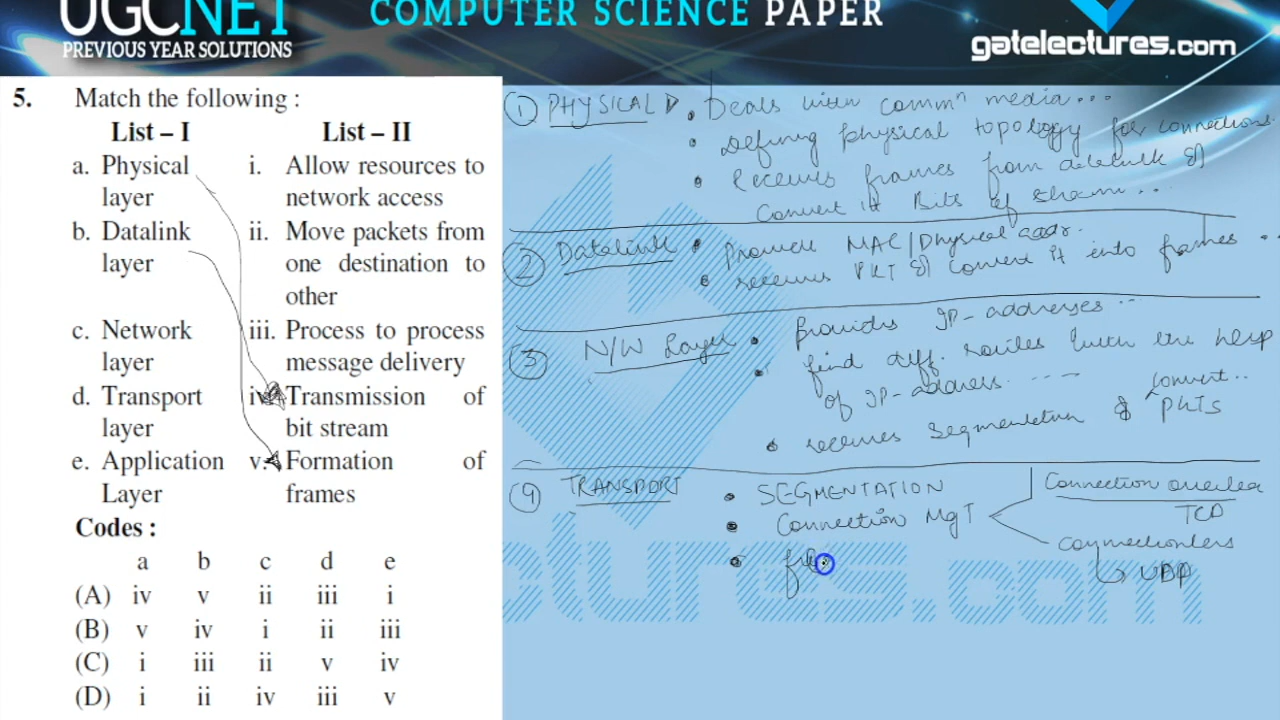 UGCNET
PREVIOUS YEAR SOLUTIONS
COMPUTER SCIENCE PAPER
gatelectures.com
5. Match the following :
List – I List – II
a. Physical layer
i. Allow resources to network access
b. Datalink layer
ii. Move packets from one destination to other
c. Network layer
iii. Process to process message delivery
d. Transport layer
iv. Transmission of bit stream
e. Application Layer
v. Formation of frames
Codes :
a b c d e
(A) iv v ii iii i
(B) v iv i ii iii
(C) i iii ii v iv
(D) i ii iv iii v
① PHYSICAL • Deals with commn media...
• Defining physical topology for connections.
• Receives frames from datalink &
Convert it Bits of stream...
② Datalink • Provide MAC/Physical addr.
• receives PKT & convert it into frames...
③ N/W Layer • Provides IP-addresses...
• find diff. routes with the help
of IP-address....
• receives segmentation & convert.. PKTS
④ TRANSPORT • SEGMENTATION
• Connection MgT
Connection oriented
TCP
connectionless
↳ UDP
ctures.com